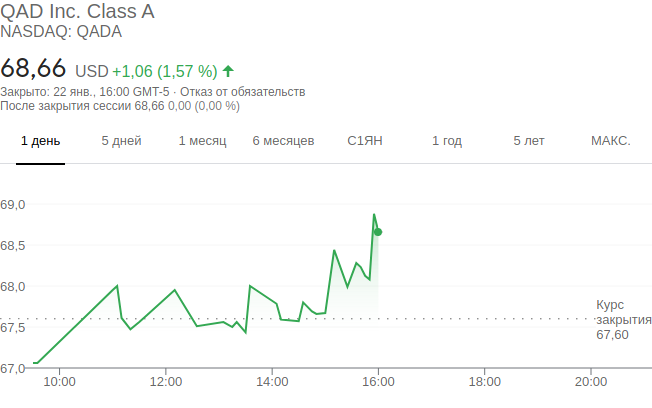 QAD Inc. Class A
NASDAQ: QADA
68,66 USD +1,06 (1,57 %)
Закрыто: 22 янв., 16:00 GMT-5 · Отказ от обязательств
После закрытия сессии 68,66 0,00 (0,00 %)
1 день 5 дней 1 месяц 6 месяцев С1ЯН 1 год 5 лет МАКС.
69,0
68,5
68,0
67,5
67,0
Курс
закрытия
67,60
10:00 12:00 14:00 16:00 18:00 20:00